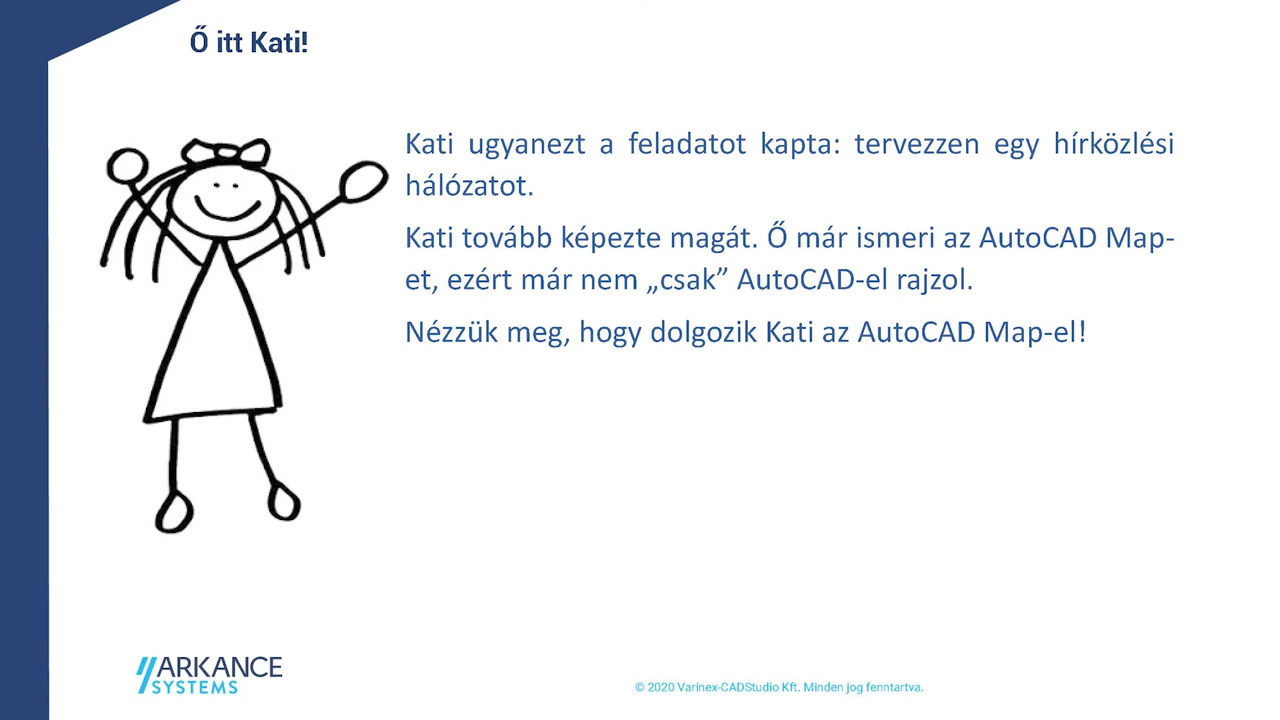 Ő itt Kati!
Kati ugyanezt a feladatot kapta: tervezzen egy hírközlési
hálózatot.
Kati tovább képezte magát. Ő már ismeri az AutoCAD Map-
et, ezért már nem „csak” AutoCAD-el rajzol.
Nézzük meg, hogy dolgozik Kati az AutoCAD Map-el!
ARKANCE
SYSTEMS
© 2020 Varinex-CADStudio Kft. Minden jog fenntartva.